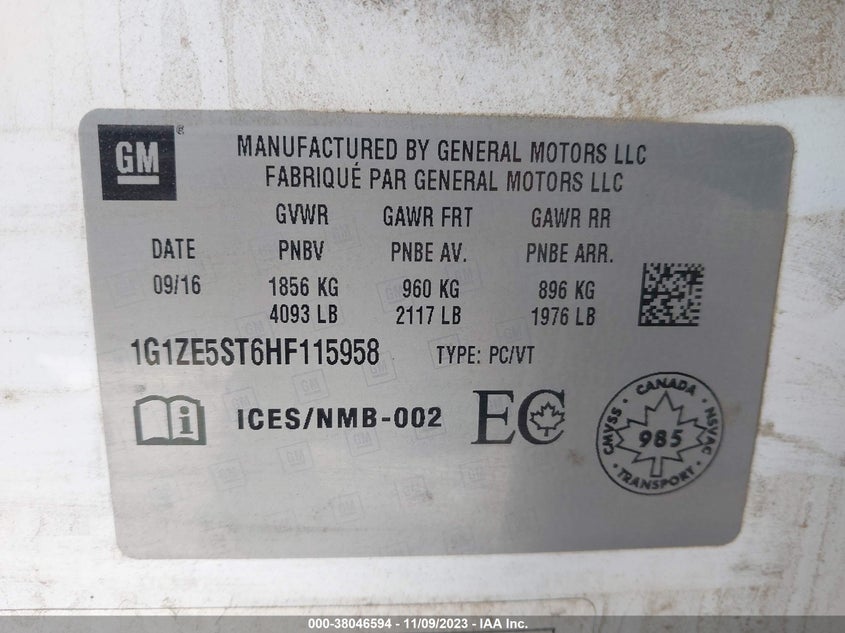 GM®
MANUFACTURED BY GENERAL MOTORS LLC
FABRIQUÉ PAR GENERAL MOTORS LLC
GVWR GAWR FRT GAWR RR
DATE PNBV PNBE AV. PNBE ARR.
09/16 1856 KG 960 KG 896 KG
4093 LB 2117 LB 1976 LB
1G1ZE5ST6HF115958 TYPE: PC/VT
i ICES/NMB-002 EC
CANADA
CMVSS 985 NSVAC
TRANSPORT
000-38046594 - 11/09/2023 - IAA Inc.